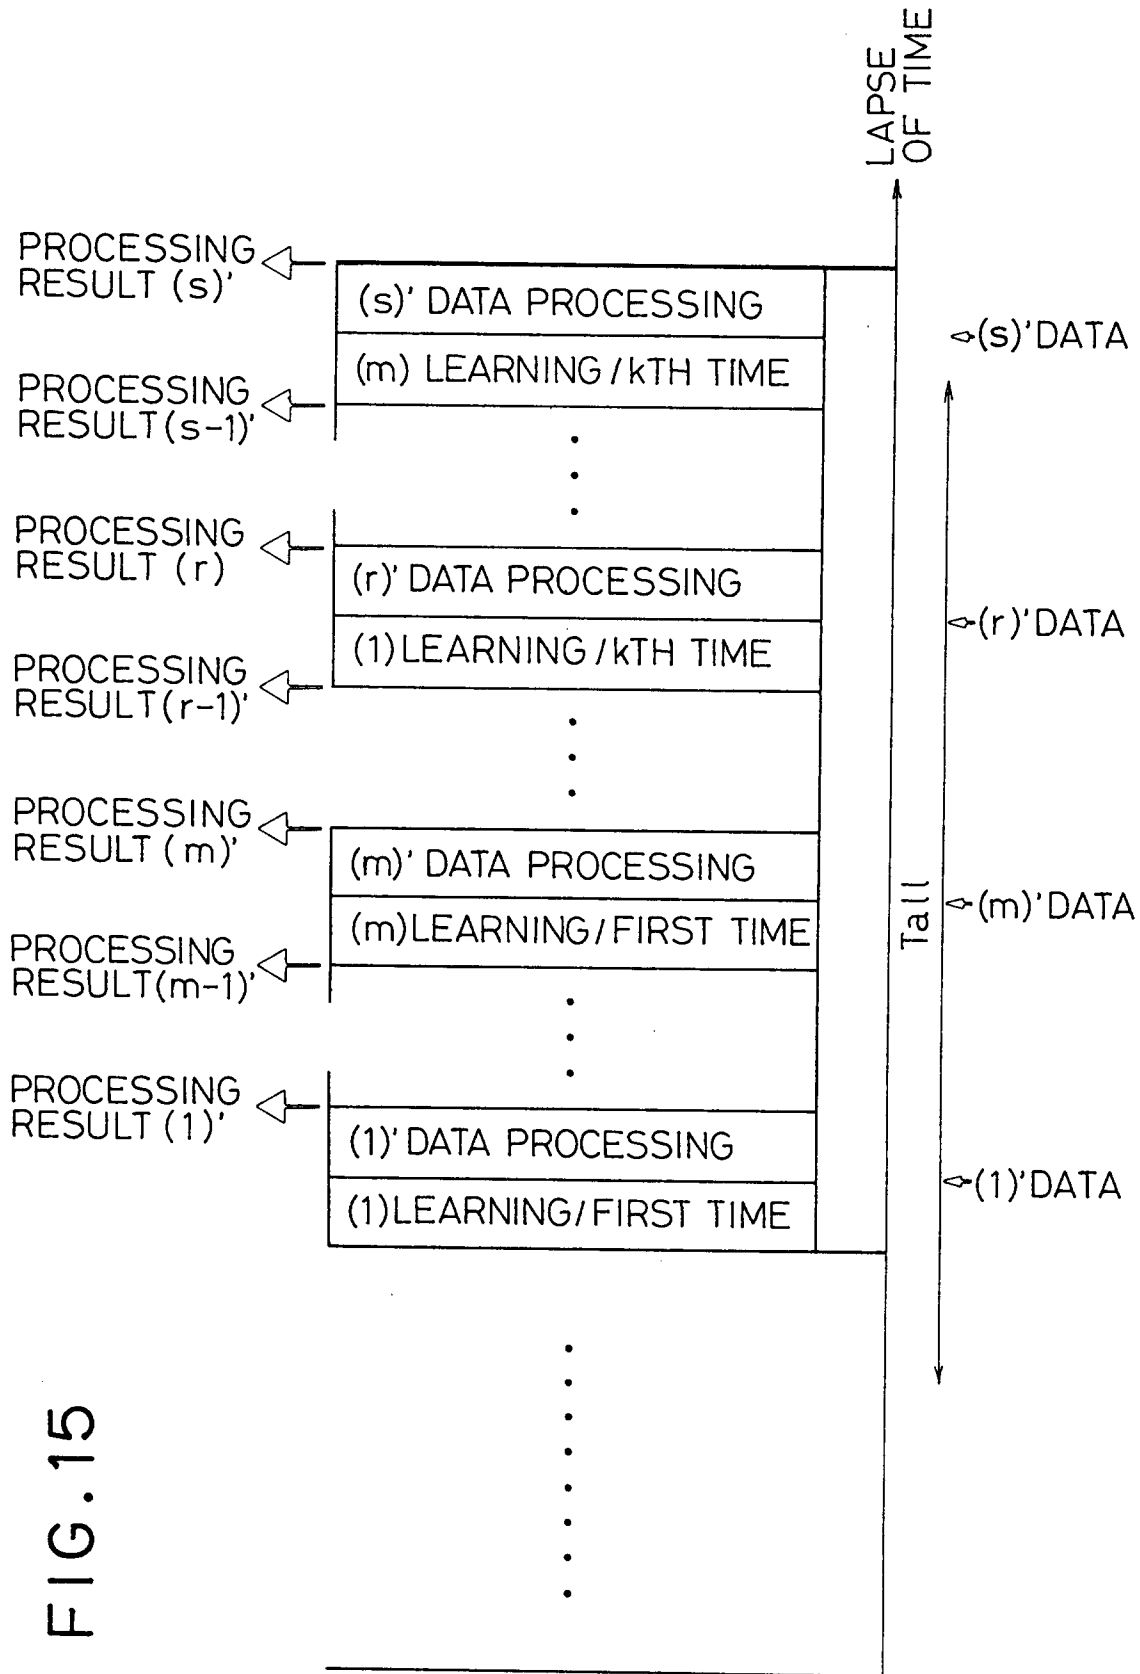 LAPSE
OF TIME
PROCESSING
RESULT (s)'
(s)' DATA PROCESSING
(s)' DATA
(m) LEARNING/kTH TIME
PROCESSING
RESULT (s-1)'
PROCESSING
RESULT (r)
(r)' DATA PROCESSING
(r)' DATA
(1) LEARNING/kTH TIME
PROCESSING
RESULT (r-1)'
PROCESSING
RESULT (m)'
(m)' DATA PROCESSING
Tall
(m)' DATA
(m) LEARNING/FIRST TIME
PROCESSING
RESULT (m-1)'
PROCESSING
RESULT (1)'
(1)' DATA PROCESSING
(1)' DATA
(1) LEARNING/FIRST TIME
FIG. 15